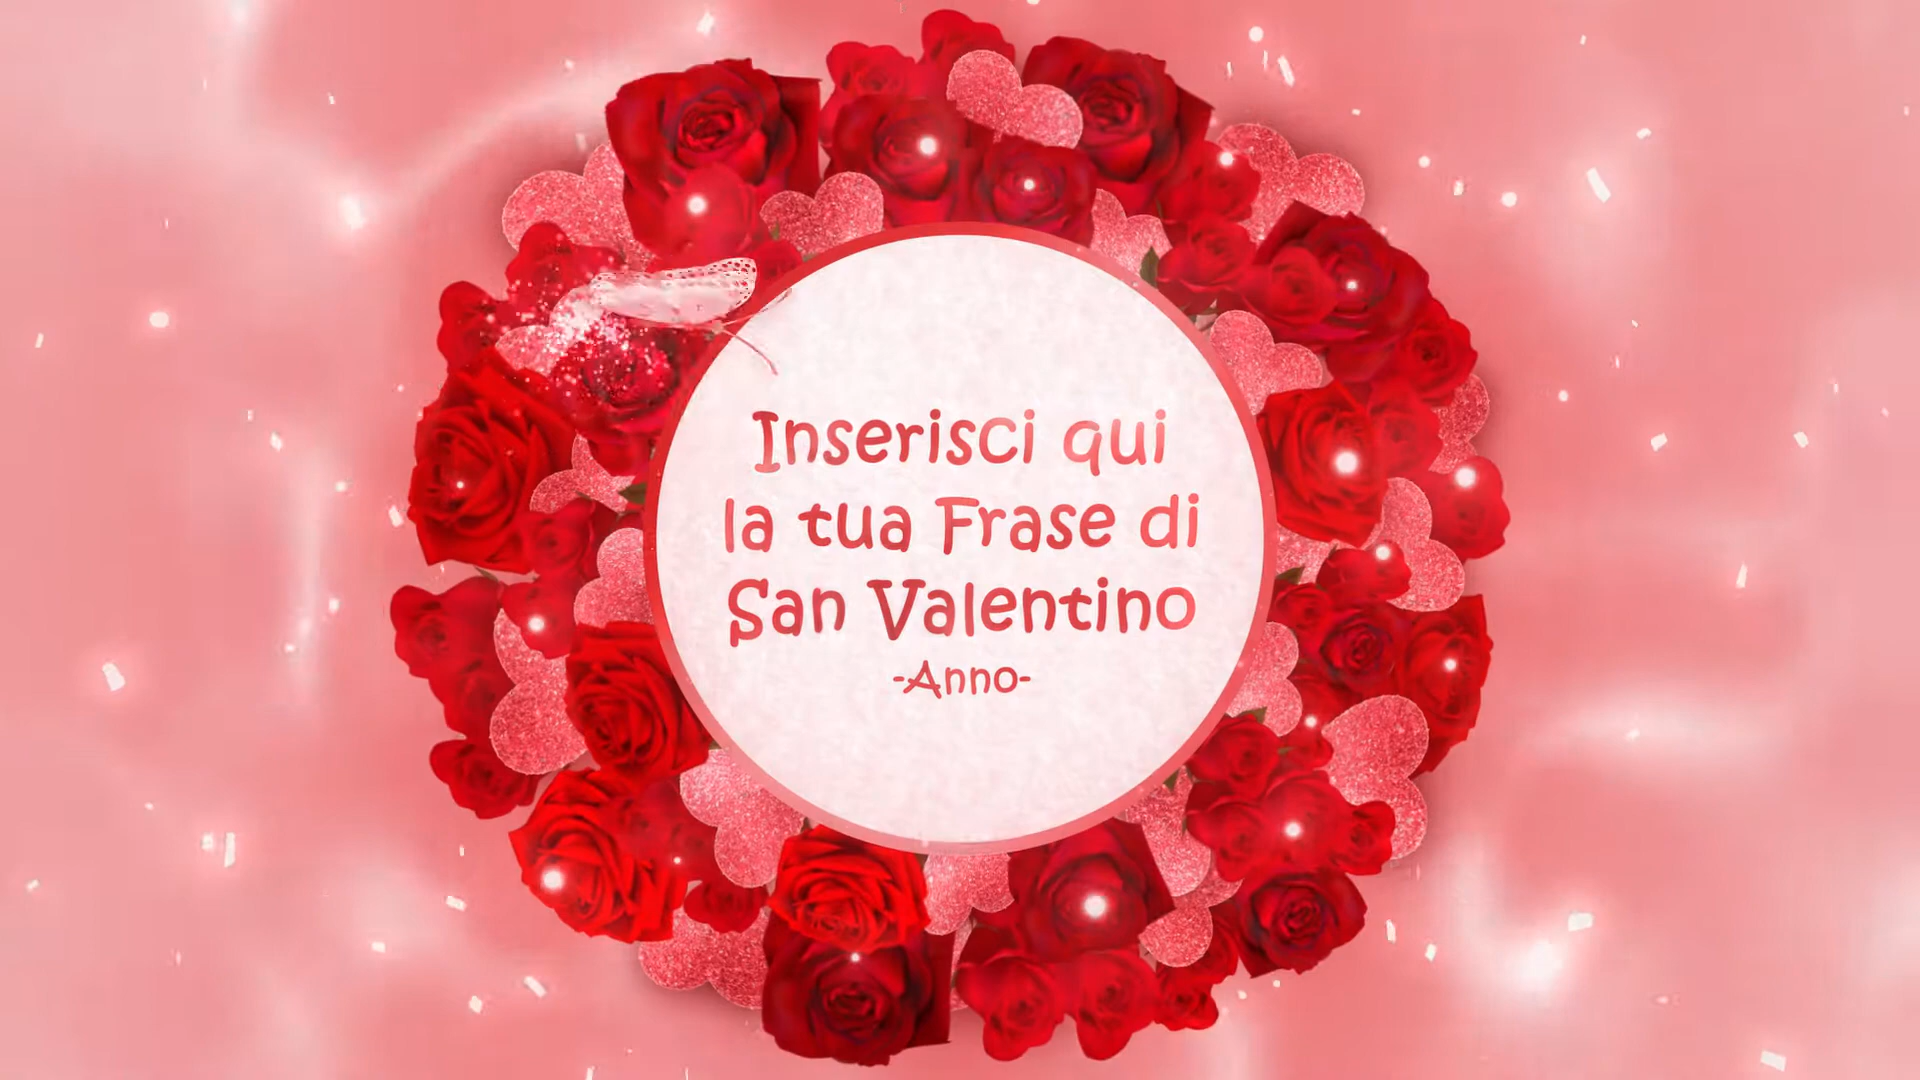 Inserisci qui
la tua Frase di
San Valentino
-Anno-